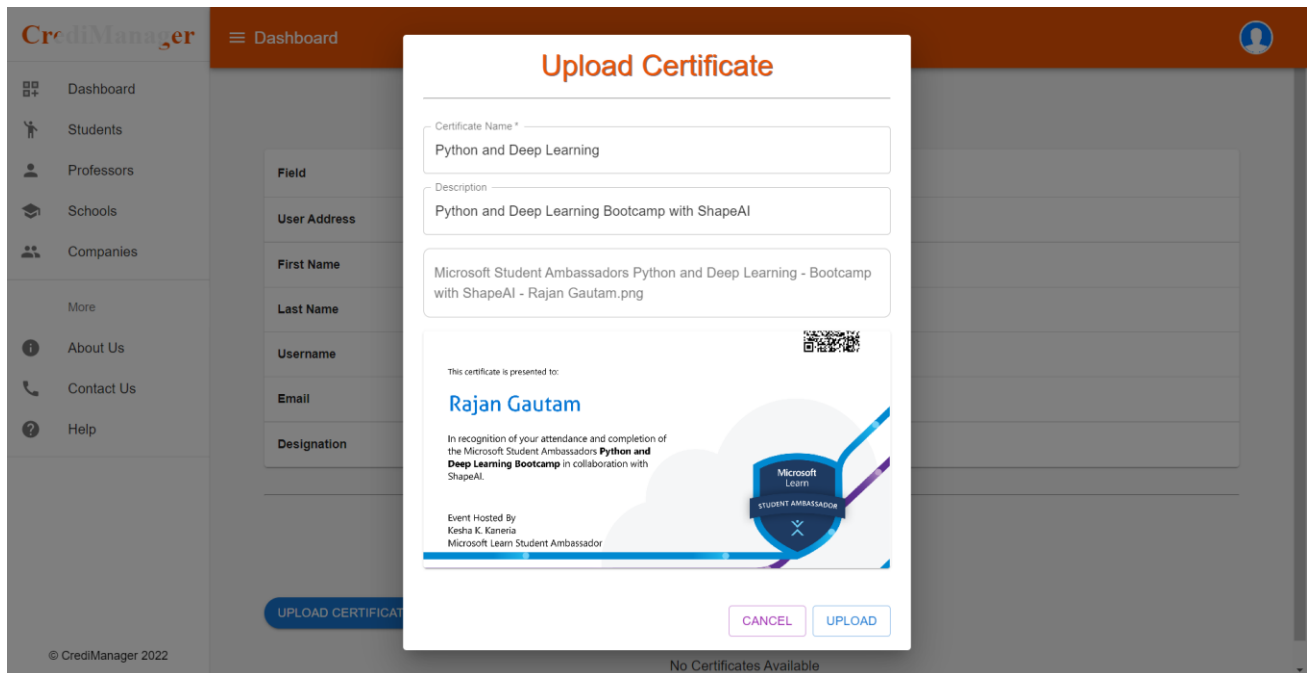 CrediManager
Dashboard
Dashboard
Students
Professors
Schools
Companies
More
About Us
Contact Us
Help
© CrediManager 2022
Field
User Address
First Name
Last Name
Username
Email
Designation
UPLOAD CERTIFICAT
No Certificates Available
Upload Certificate
Certificate Name *
Python and Deep Learning
Description
Python and Deep Learning Bootcamp with ShapeAI
Microsoft Student Ambassadors Python and Deep Learning - Bootcamp
with ShapeAI - Rajan Gautam.png
This certificate is presented to:
Rajan Gautam
In recognition of your attendance and completion of
the Microsoft Student Ambassadors Python and
Deep Learning Bootcamp in collaboration with
ShapeAI.
Event Hosted By
Kesha K. Kaneria
Microsoft Learn Student Ambassador
Microsoft
Learn
STUDENT AMBASSADOR
CANCEL
UPLOAD